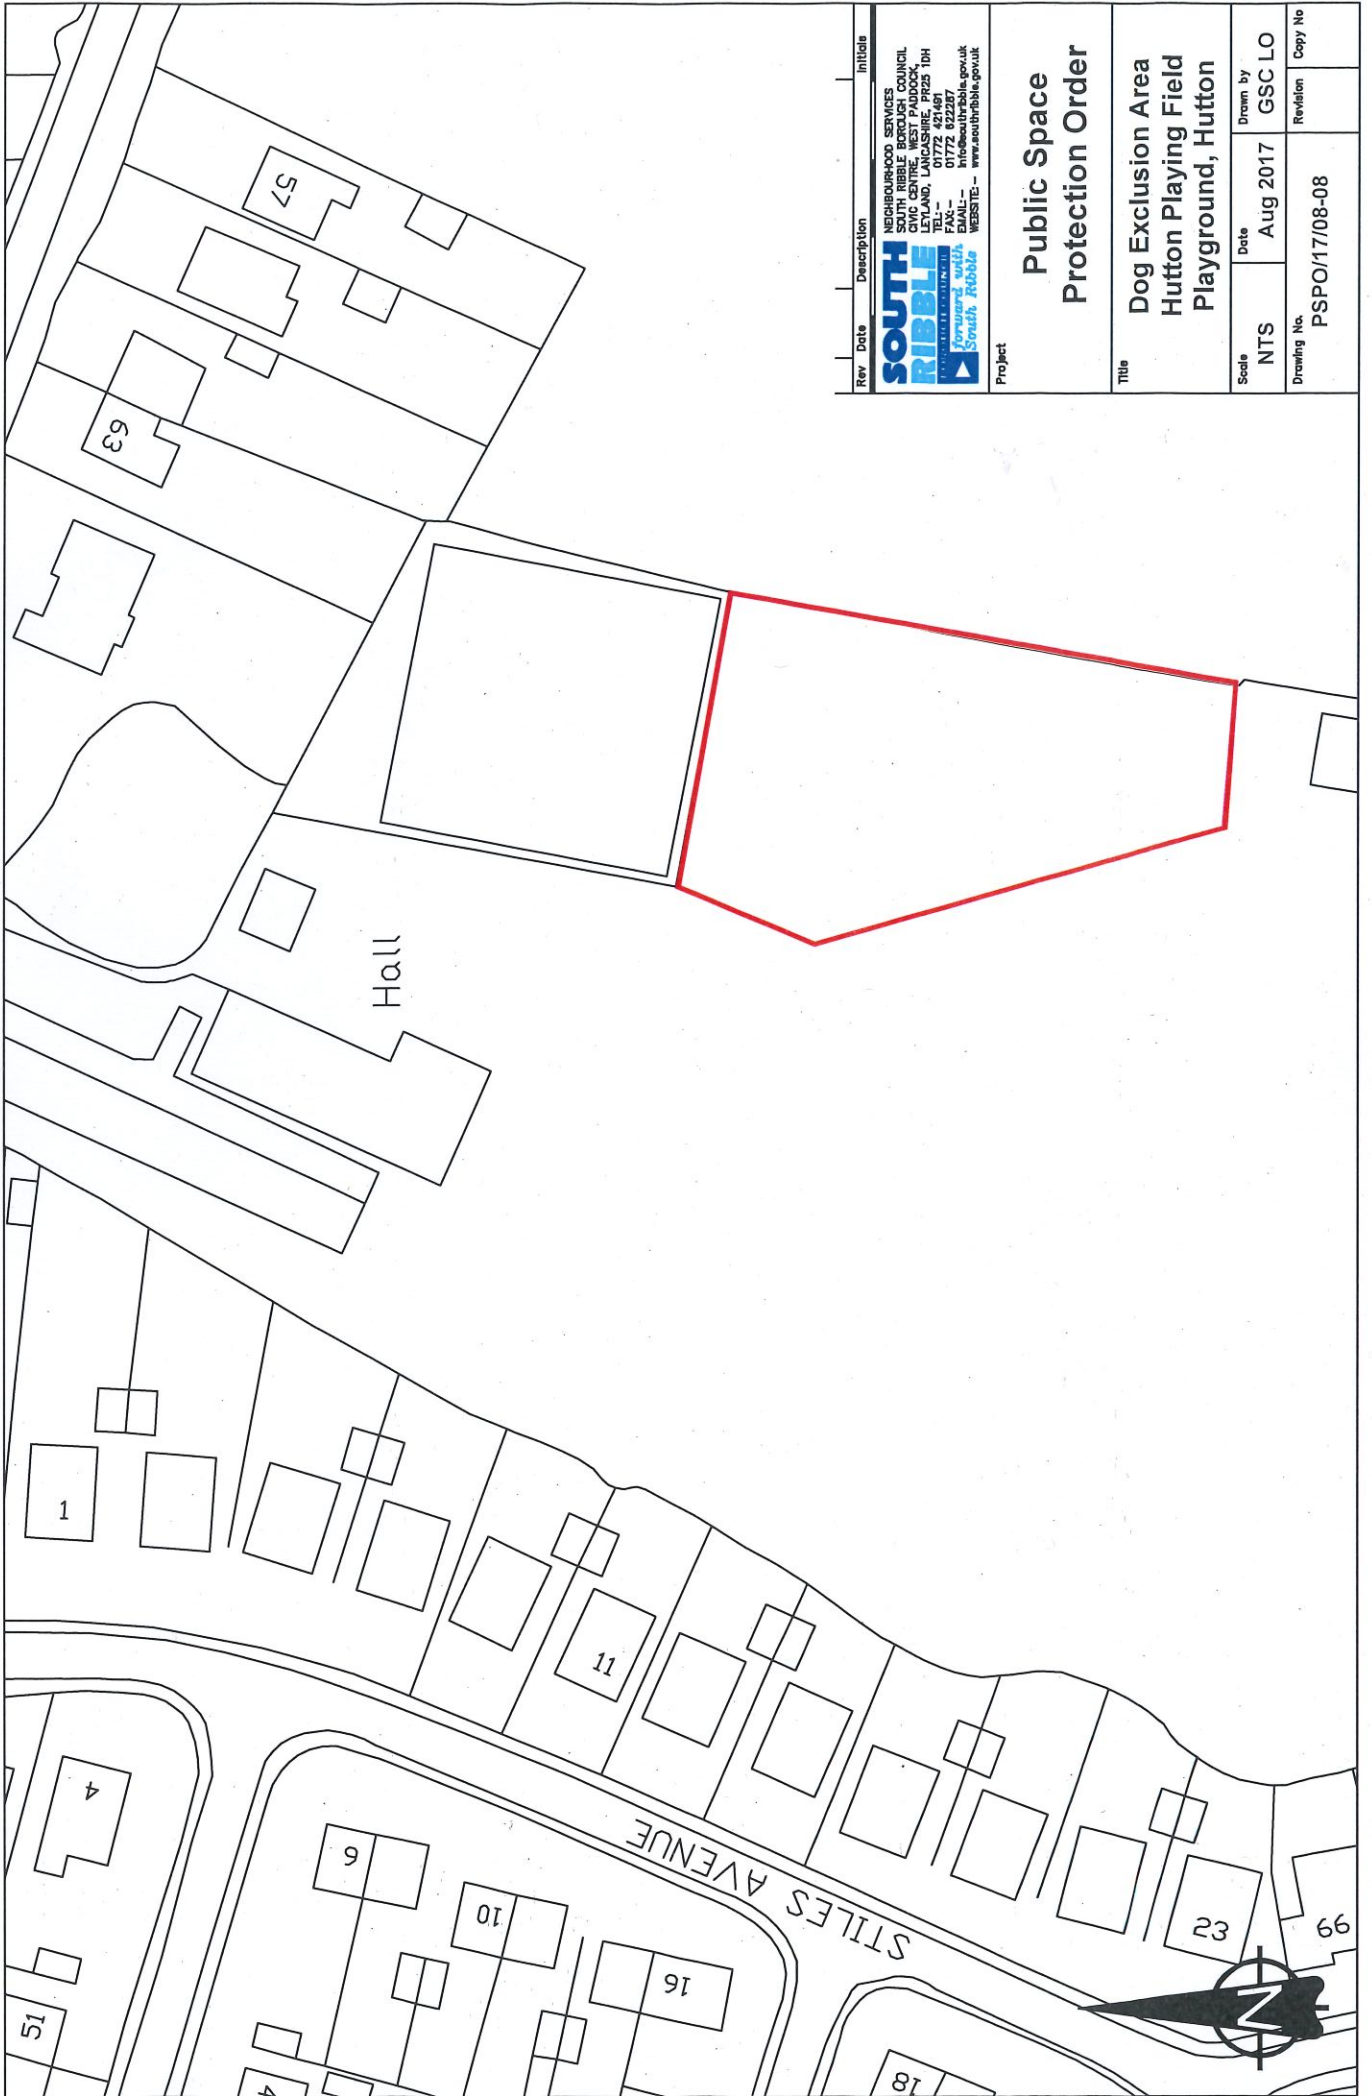 57
63
Hall
1
11
4
9
10
16
STILES AVENUE
51
4
18
23
66
N
Rev Date Description Initials
SOUTH
RIBBLE
BOROUGH COUNCIL
forward with
South Ribble
NEIGHBOURHOOD SERVICES
SOUTH RIBBLE BOROUGH COUNCIL
CIVIC CENTRE, WEST PADDOCK,
LEYLAND, LANCASHIRE, PR25 1DH
TEL:- 01772 421491
FAX:- 01772 622287
EMAIL:- info@southribble.gov.uk
WEBSITE:- www.southribble.gov.uk
Project
Public Space
Protection Order
Title
Dog Exclusion Area
Hutton Playing Field
Playground, Hutton
Scale Date Drawn by
NTS Aug 2017 GSC LO
Drawing No. Revision Copy No
PSPO/17/08-08